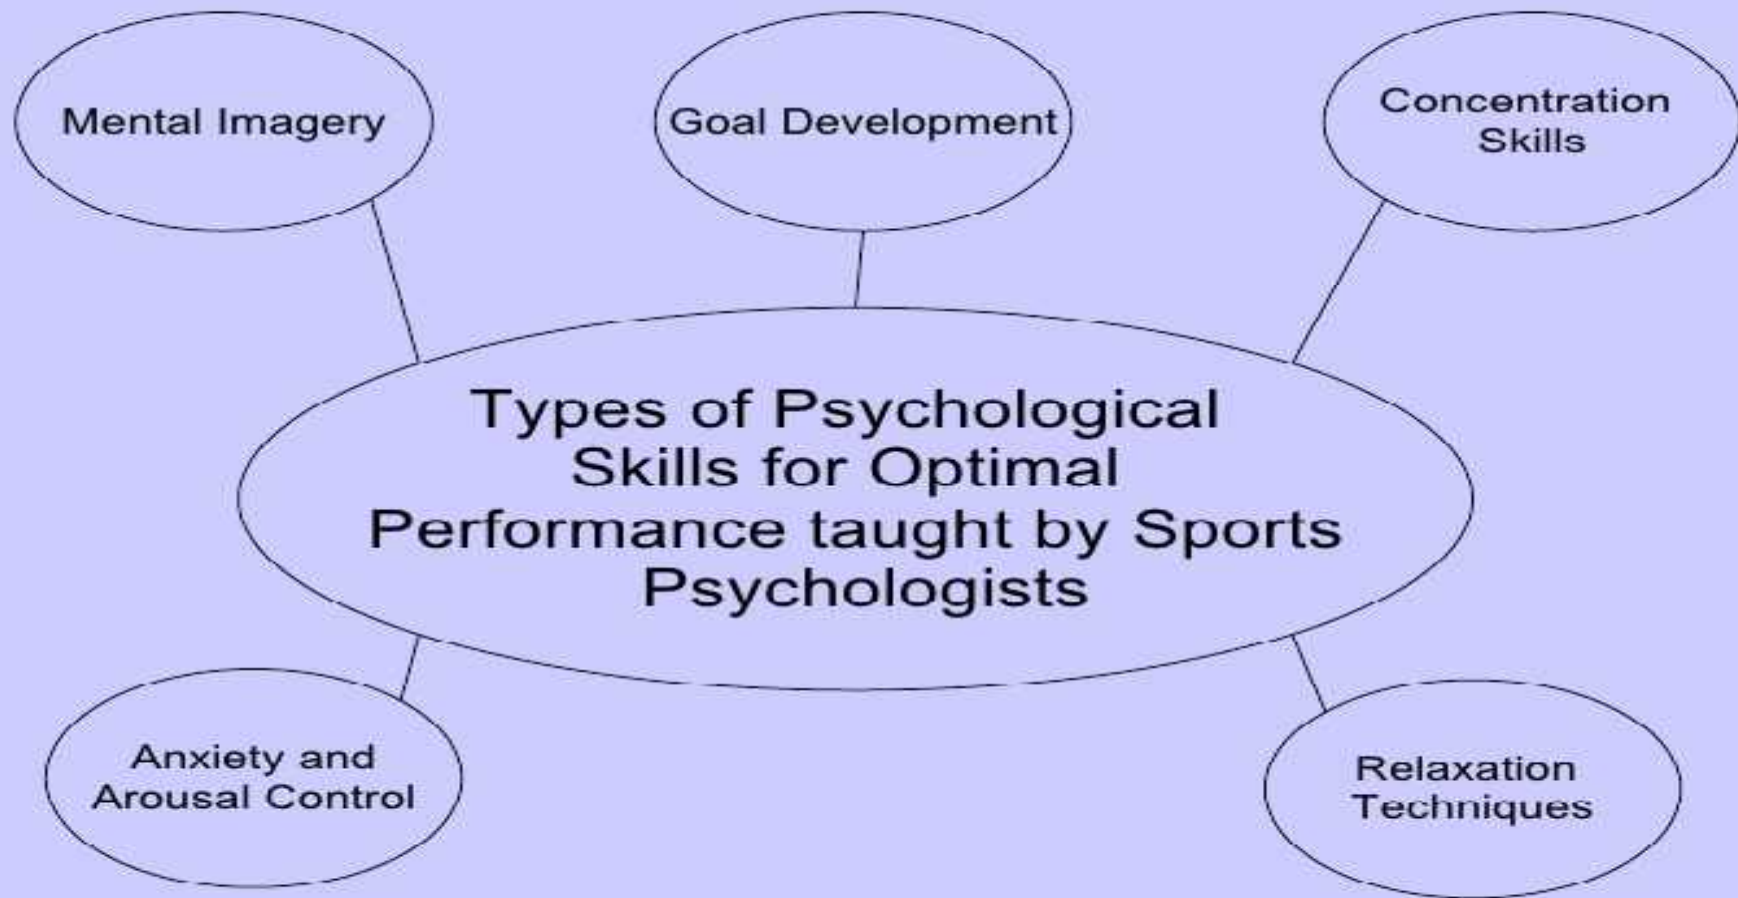 Mental Imagery
Goal Development
Concentration
Skills
Types of Psychological
Skills for Optimal
Performance taught by Sports
Psychologists
Anxiety and
Arousal Control
Relaxation
Techniques